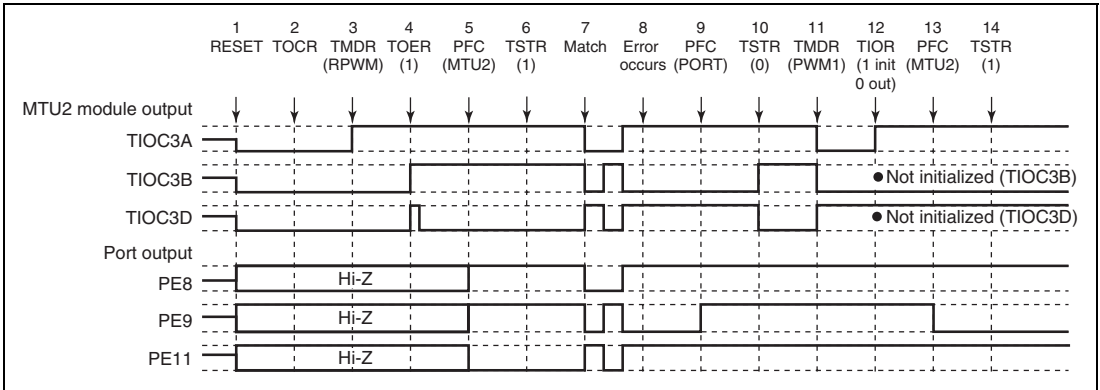 1 2 3 4 5 6 7 8 9 10 11 12 13 14
RESET TOCR TMDR TOER PFC TSTR Match Error PFC TSTR TMDR TIOR PFC TSTR
(RPWM) (1) (MTU2) (1) occurs (PORT) (0) (PWM1) (1 init (MTU2) (1)
0 out)
MTU2 module output
TIOC3A
TIOC3B
● Not initialized (TIOC3B)
TIOC3D
● Not initialized (TIOC3D)
Port output
PE8 Hi-Z
PE9 Hi-Z
PE11 Hi-Z